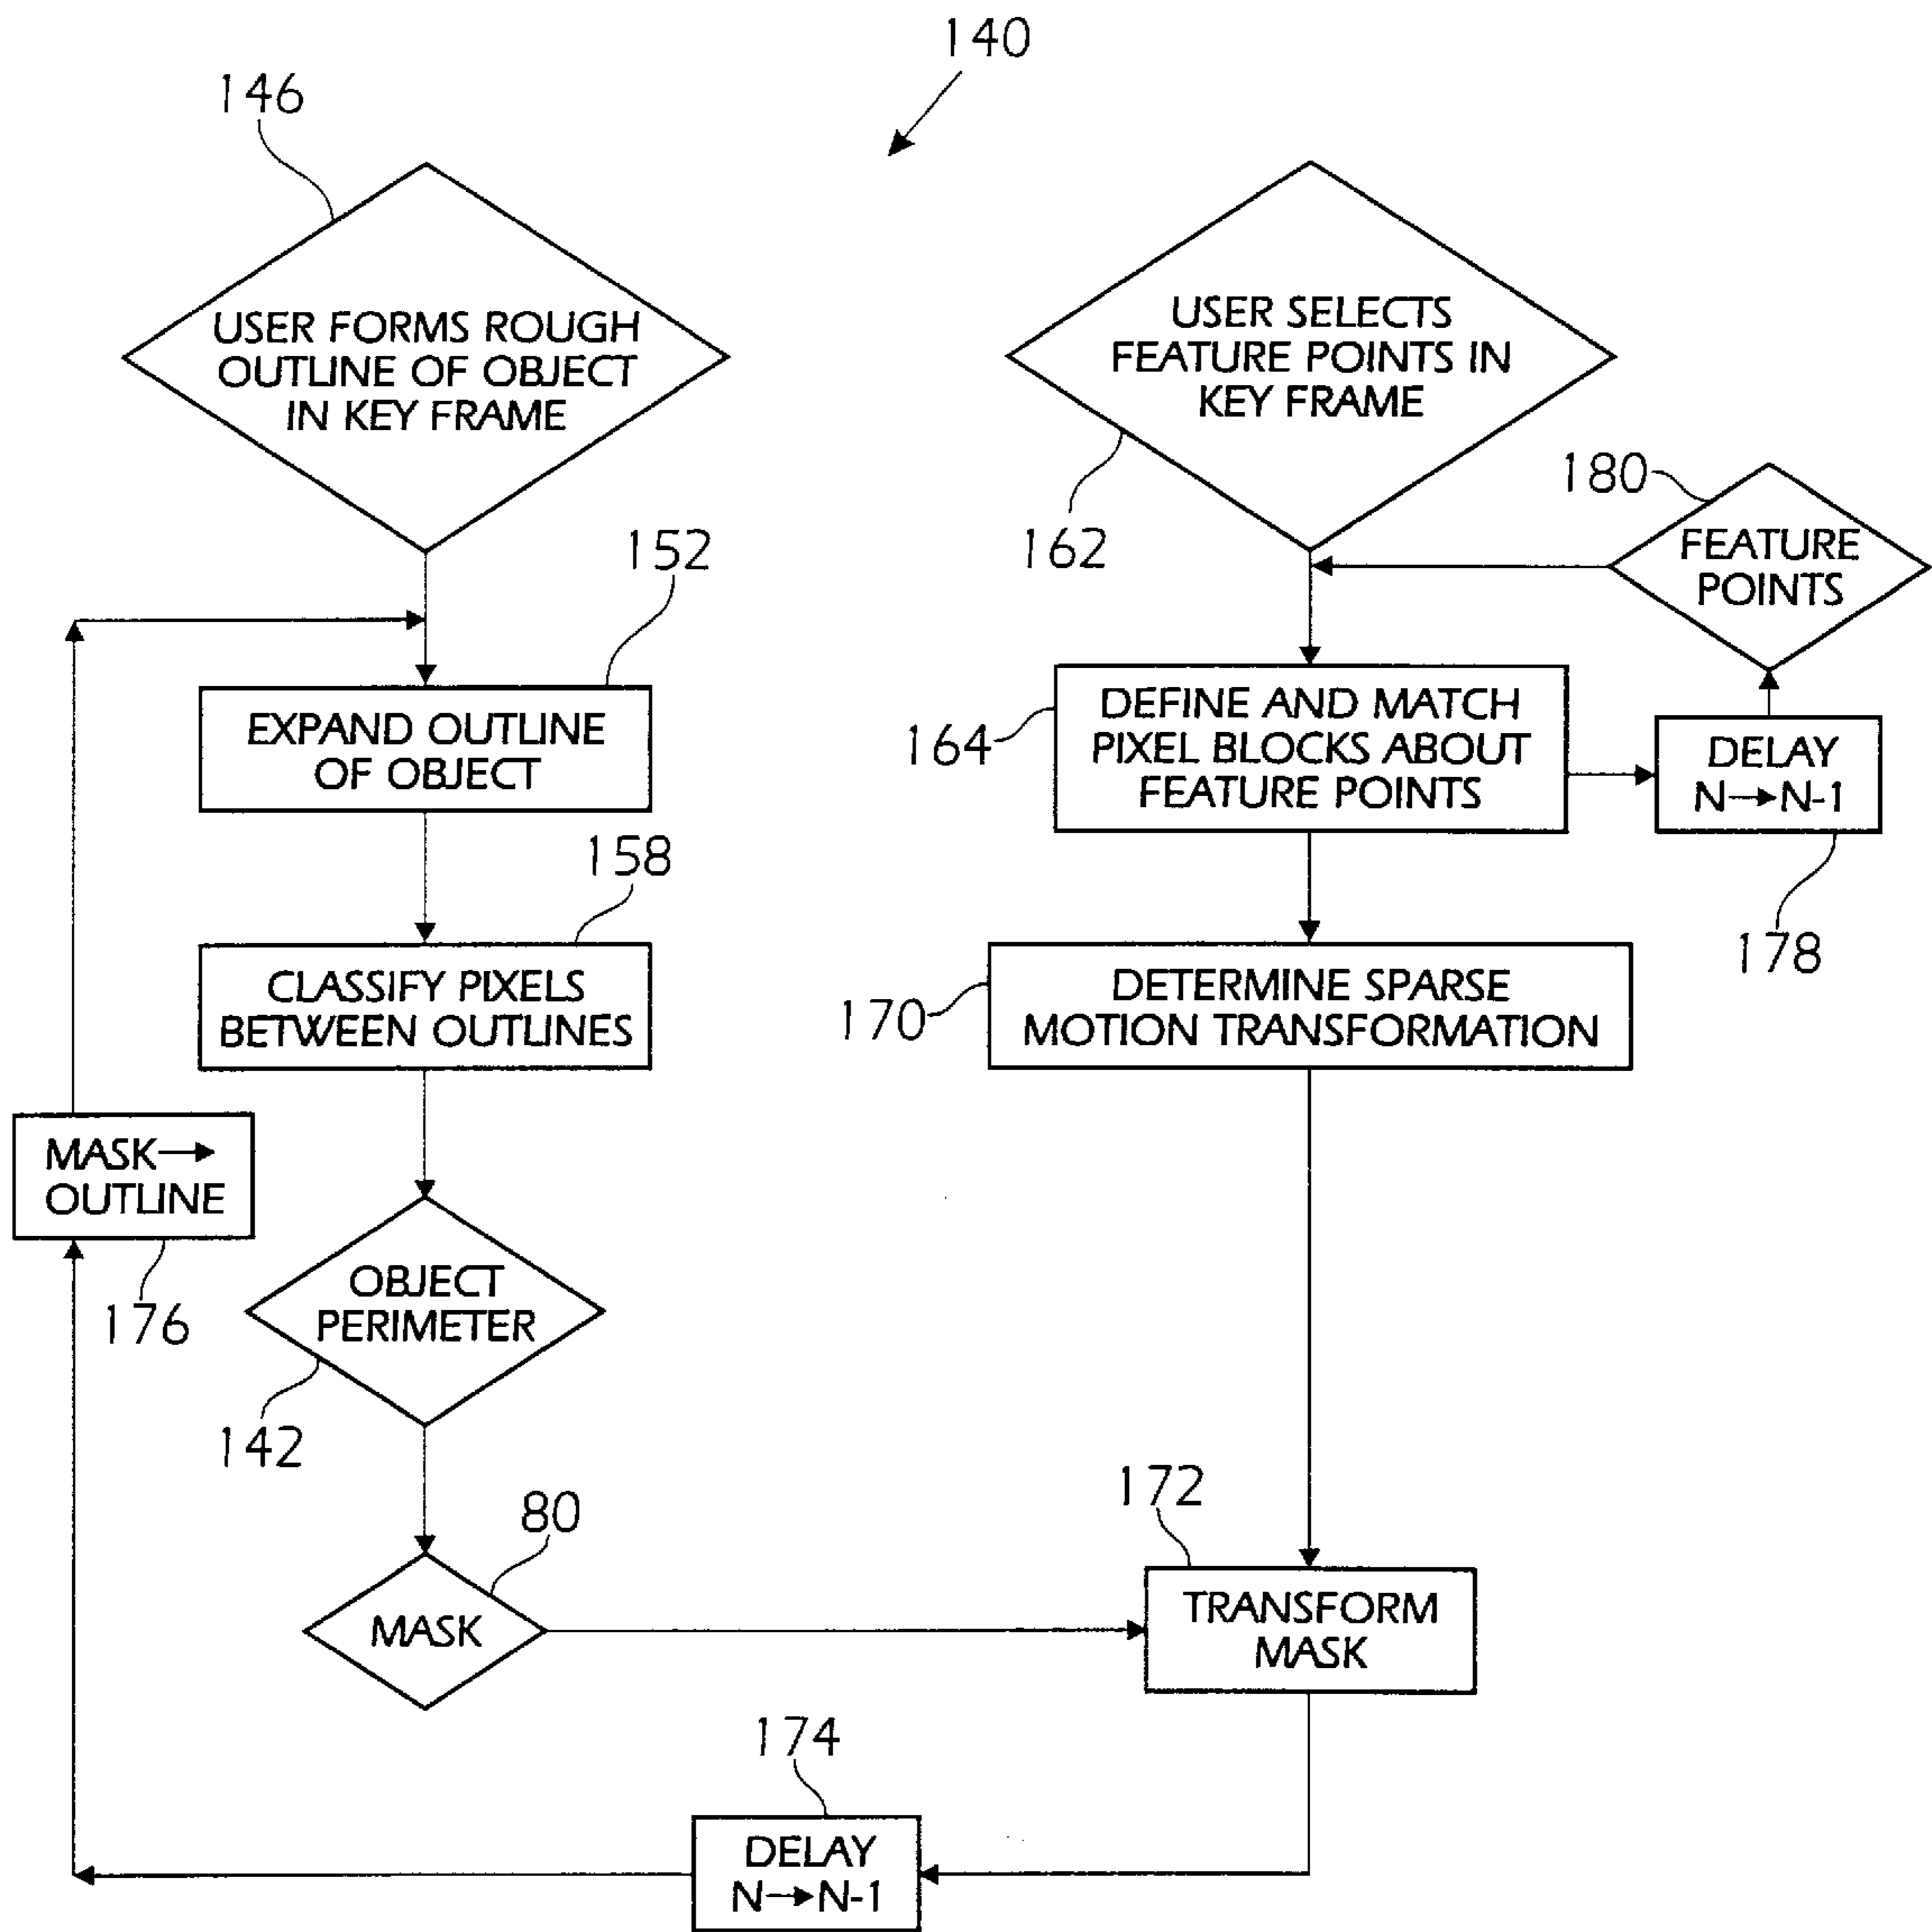 140
146
USER FORMS ROUGH
OUTLINE OF OBJECT
IN KEY FRAME
USER SELECTS
FEATURE POINTS IN
KEY FRAME
162
180
FEATURE
POINTS
152
EXPAND OUTLINE
OF OBJECT
164
DEFINE AND MATCH
PIXEL BLOCKS ABOUT
FEATURE POINTS
DELAY
N→N-1
178
158
CLASSIFY PIXELS
BETWEEN OUTLINES
170
DETERMINE SPARSE
MOTION TRANSFORMATION
MASK→
OUTLINE
176
OBJECT
PERIMETER
142
80
MASK
172
TRANSFORM
MASK
174
DELAY
N→N-1